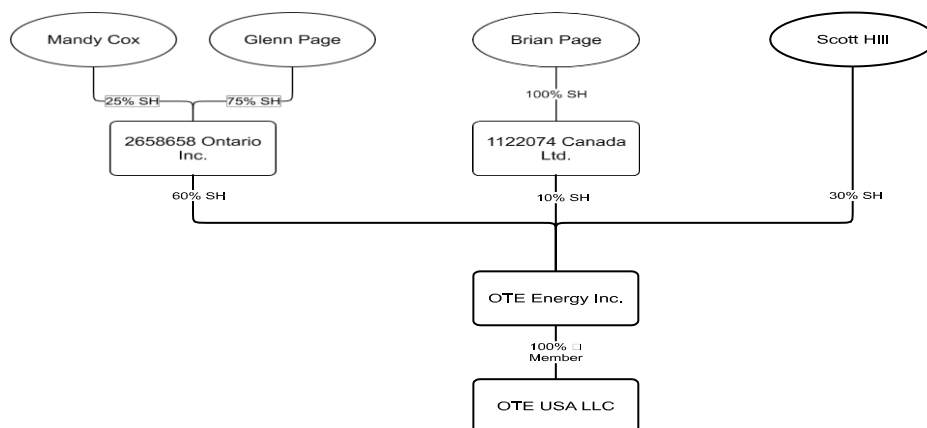 Mandy Cox
Glenn Page
Brian Page
Scott Hill
25% SH
75% SH
100% SH
2658658 Ontario
Inc.
1122074 Canada
Ltd.
60% SH
10% SH
30% SH
OTE Energy Inc.
100% □
Member
OTE USA LLC